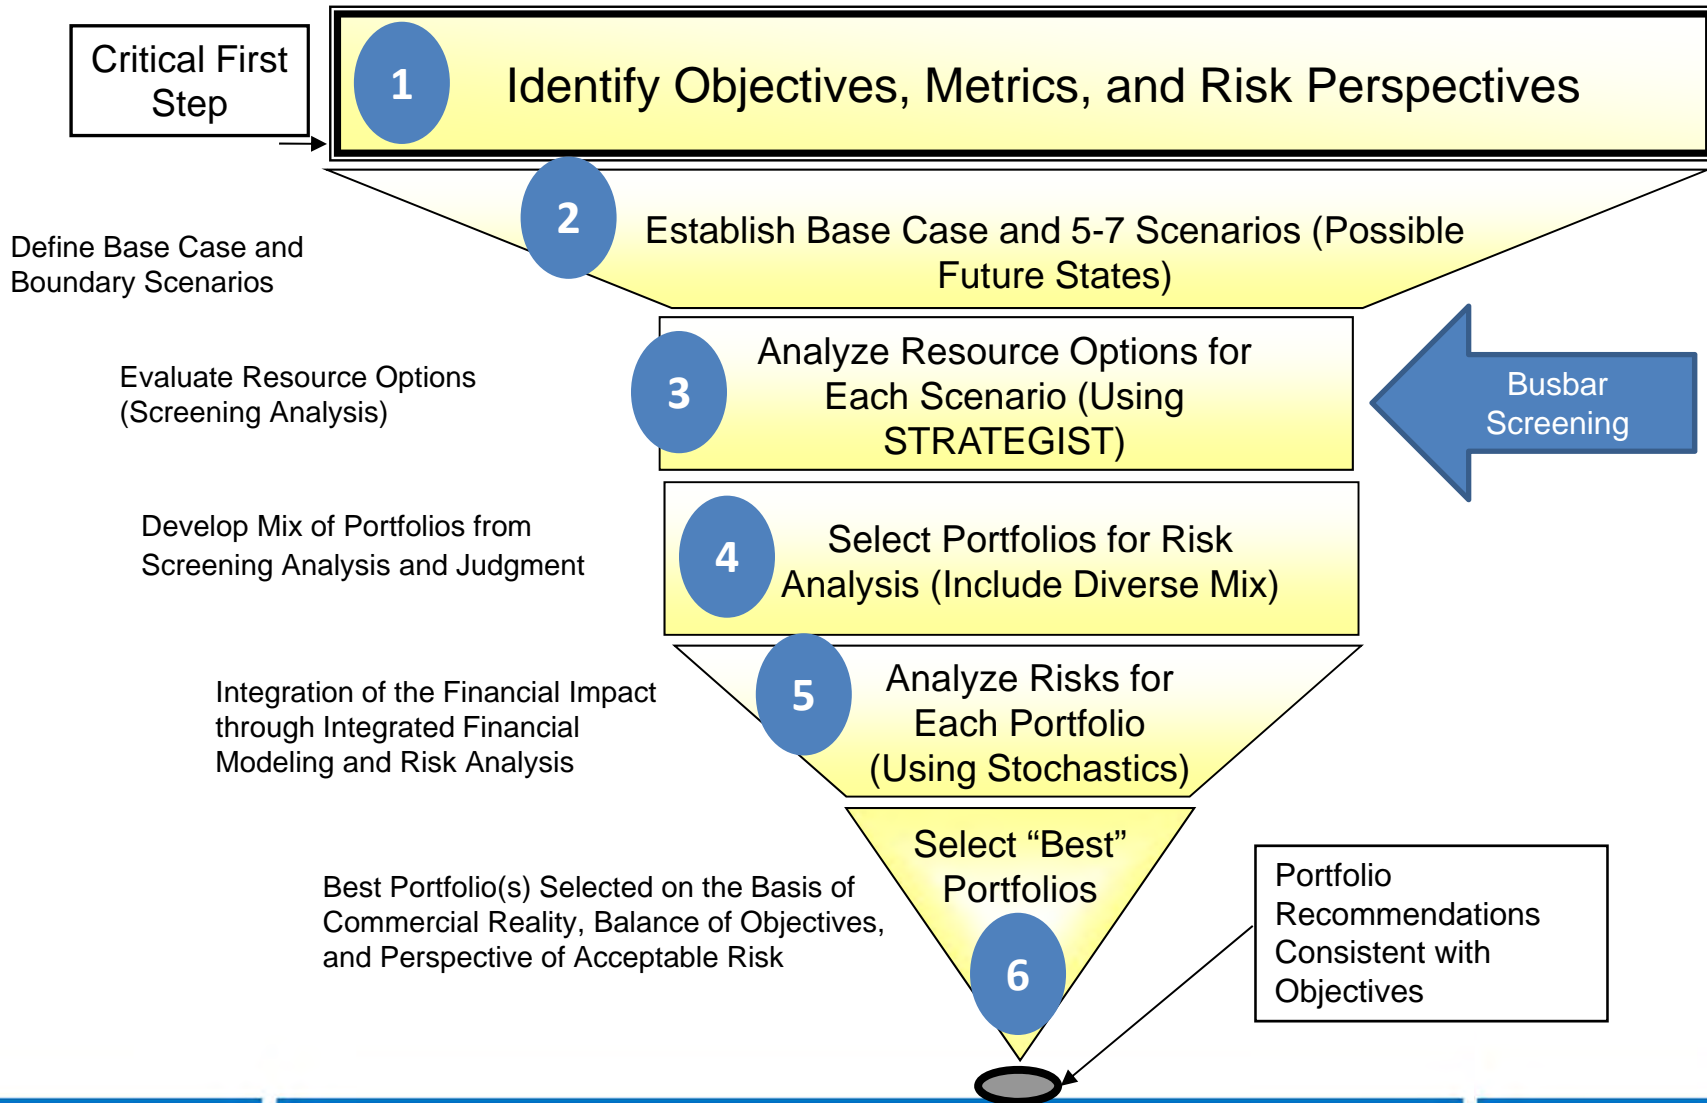 Critical First
Step
1
Identify Objectives, Metrics, and Risk Perspectives
2
Establish Base Case and 5-7 Scenarios (Possible
Future States)
Define Base Case and
Boundary Scenarios
3
Analyze Resource Options for
Each Scenario (Using
STRATEGIST)
Evaluate Resource Options
(Screening Analysis)
Busbar
Screening
4
Select Portfolios for Risk
Analysis (Include Diverse Mix)
Develop Mix of Portfolios from
Screening Analysis and Judgment
5
Analyze Risks for
Each Portfolio
(Using Stochastics)
Integration of the Financial Impact
through Integrated Financial
Modeling and Risk Analysis
Select “Best”
Portfolios
6
Best Portfolio(s) Selected on the Basis of
Commercial Reality, Balance of Objectives,
and Perspective of Acceptable Risk
Portfolio
Recommendations
Consistent with
Objectives